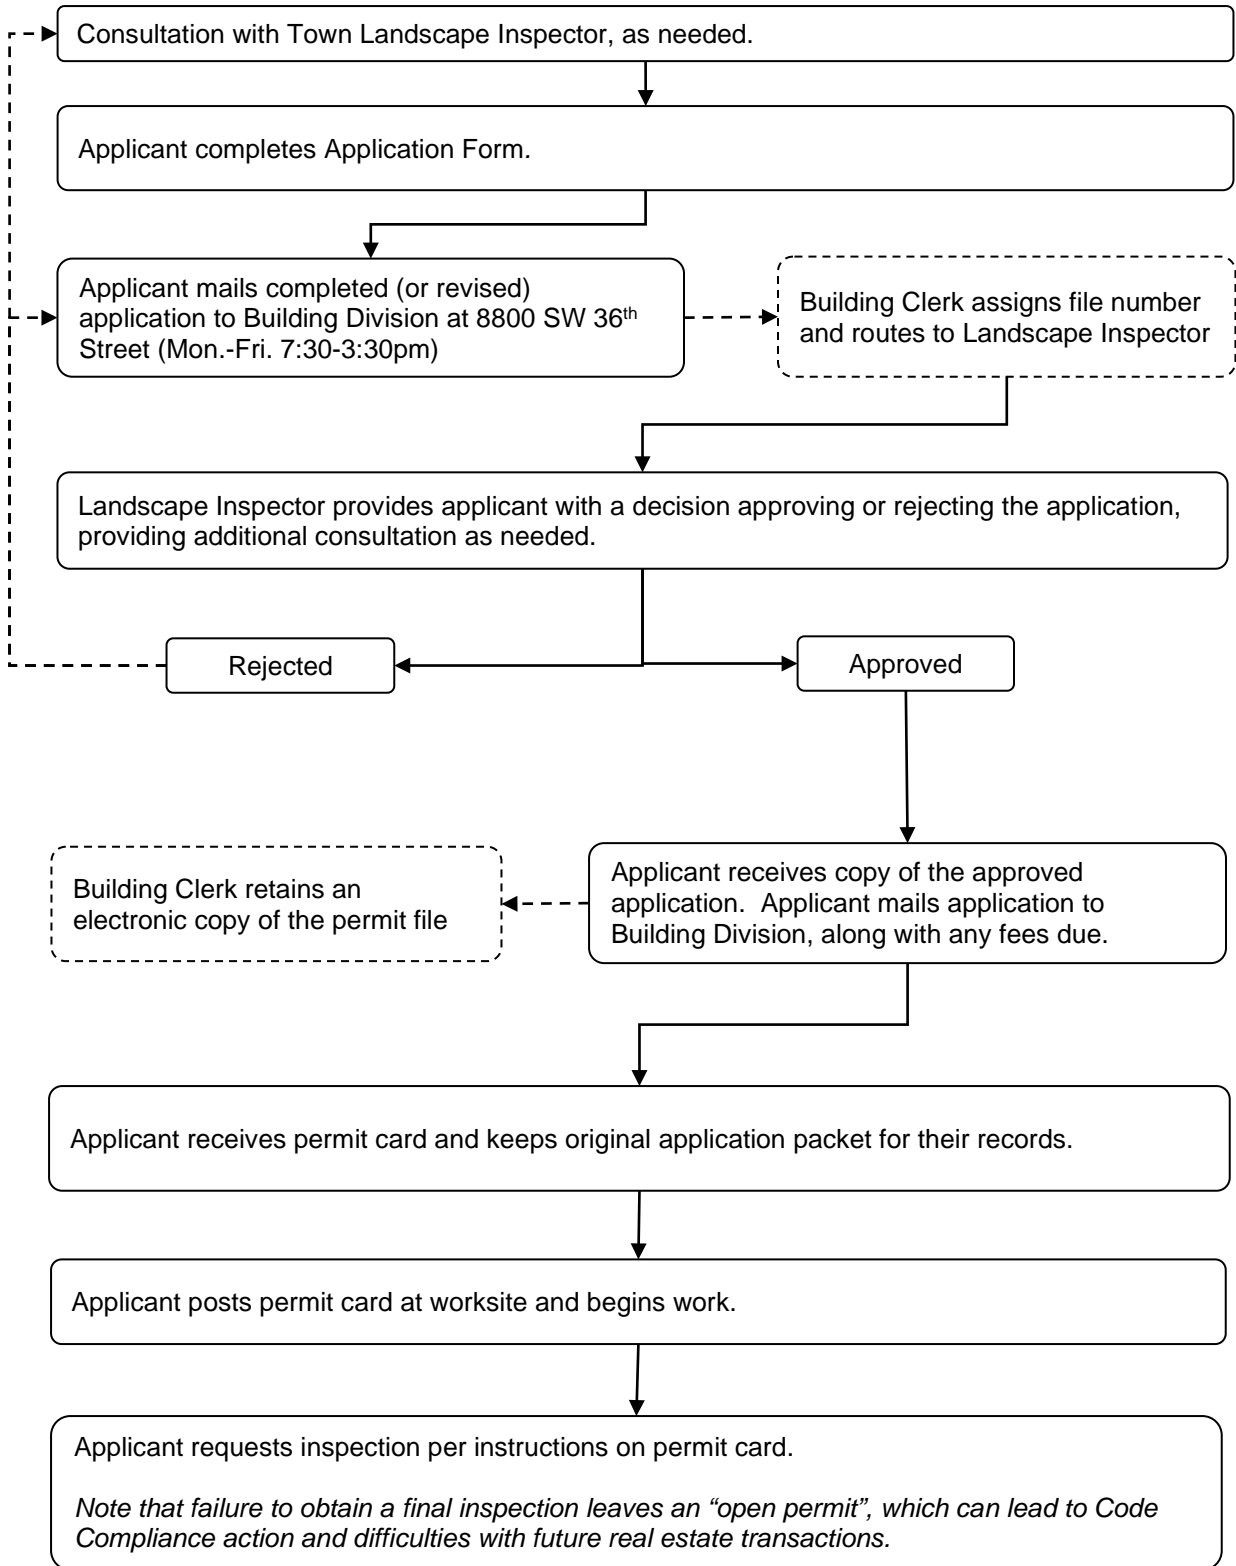 Consultation with Town Landscape Inspector, as needed.
Applicant completes Application Form.
Applicant mails completed (or revised)
application to Building Division at 8800 SW 36th
Street (Mon.-Fri. 7:30-3:30pm)
Building Clerk assigns file number
and routes to Landscape Inspector
Landscape Inspector provides applicant with a decision approving or rejecting the application,
providing additional consultation as needed.
Rejected
Approved
Building Clerk retains an
electronic copy of the permit file
Applicant receives copy of the approved
application. Applicant mails application to
Building Division, along with any fees due.
Applicant receives permit card and keeps original application packet for their records.
Applicant posts permit card at worksite and begins work.
Applicant requests inspection per instructions on permit card.
Note that failure to obtain a final inspection leaves an “open permit”, which can lead to Code
Compliance action and difficulties with future real estate transactions.